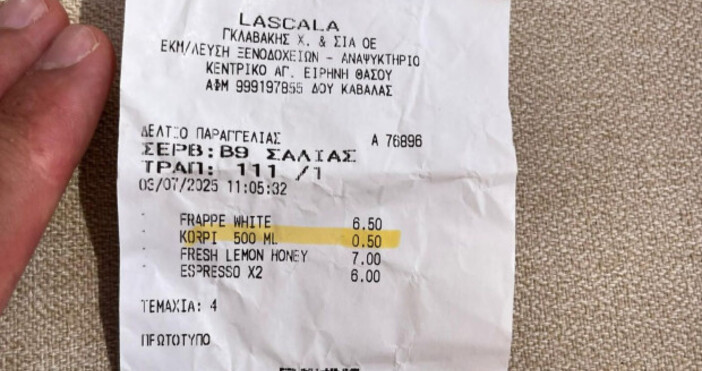 LASCALA
ΓΚΛΑΒΑΚΗΣ Χ. & ΣΙΑ ΟΕ
ΕΚΜ/ΛΕΥΣΗ ΞΕΝΟΔΟΧΕΙΩΝ - ΑΝΑΨΥΚΤΗΡΙΟ
ΚΕΝΤΡΙΚΟ ΑΓ. ΕΙΡΗΝΗ ΘΑΣΟΥ
ΑΦΜ 999197855 ΔΟΥ ΚΑΒΑΛΑΣ
ΔΕΛΤΙΟ ΠΑΡΑΓΓΕΛΙΑΣ Α 76896
ΣΕΡΒ:Β9 ΣΑΛΙΑΣ
ΤΡΑΠ: 111 /1
03/07/2025 11:05:32
FRAPPE WHITE 6.50
KORPI 500 ML 0.50
FRESH LEMON HONEY 7.00
ESPRESSO X2 6.00
ΤΕΜΑΧΙΑ: 4
ΠΡΩΤΟΤΥΠΟ